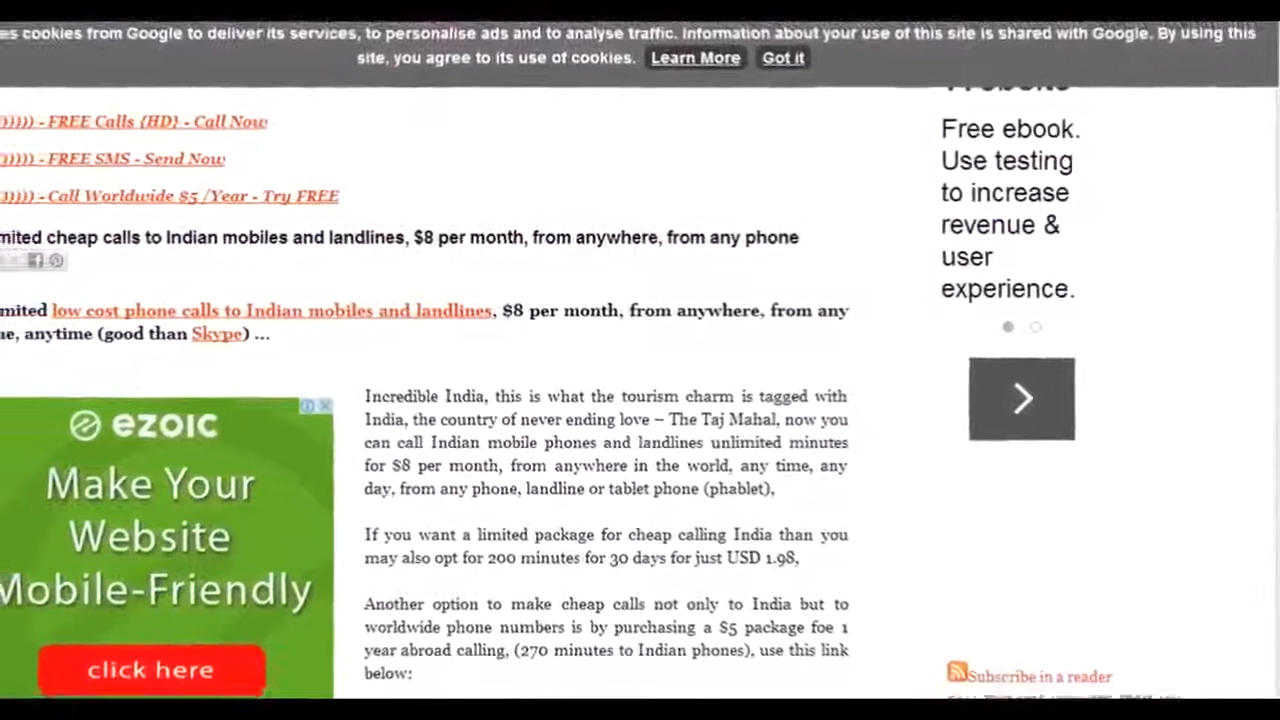 es cookies from Google to deliver its services, to personalise ads and to analyse traffic. Information about your use of this site is shared with Google. By using this
site, you agree to its use of cookies. Learn More Got it
))))) - FREE Calls {HD} - Call Now
))))) - FREE SMS - Send Now
))))) - Call Worldwide $5 /Year - Try FREE
mited cheap calls to Indian mobiles and landlines, $8 per month, from anywhere, from any phone
mited low cost phone calls to Indian mobiles and landlines, $8 per month, from anywhere, from any
ne, anytime (good than Skype) ...
ezoic
Make Your
Website
Mobile-Friendly
click here
Incredible India, this is what the tourism charm is tagged with
India, the country of never ending love – The Taj Mahal, now you
can call Indian mobile phones and landlines unlimited minutes
for $8 per month, from anywhere in the world, any time, any
day, from any phone, landline or tablet phone (phablet),
If you want a limited package for cheap calling India than you
may also opt for 200 minutes for 30 days for just USD 1.98,
Another option to make cheap calls not only to India but to
worldwide phone numbers is by purchasing a $5 package foe 1
year abroad calling, (270 minutes to Indian phones), use this link
below:
Free ebook.
Use testing
to increase
revenue &
user
experience.
Subscribe in a reader